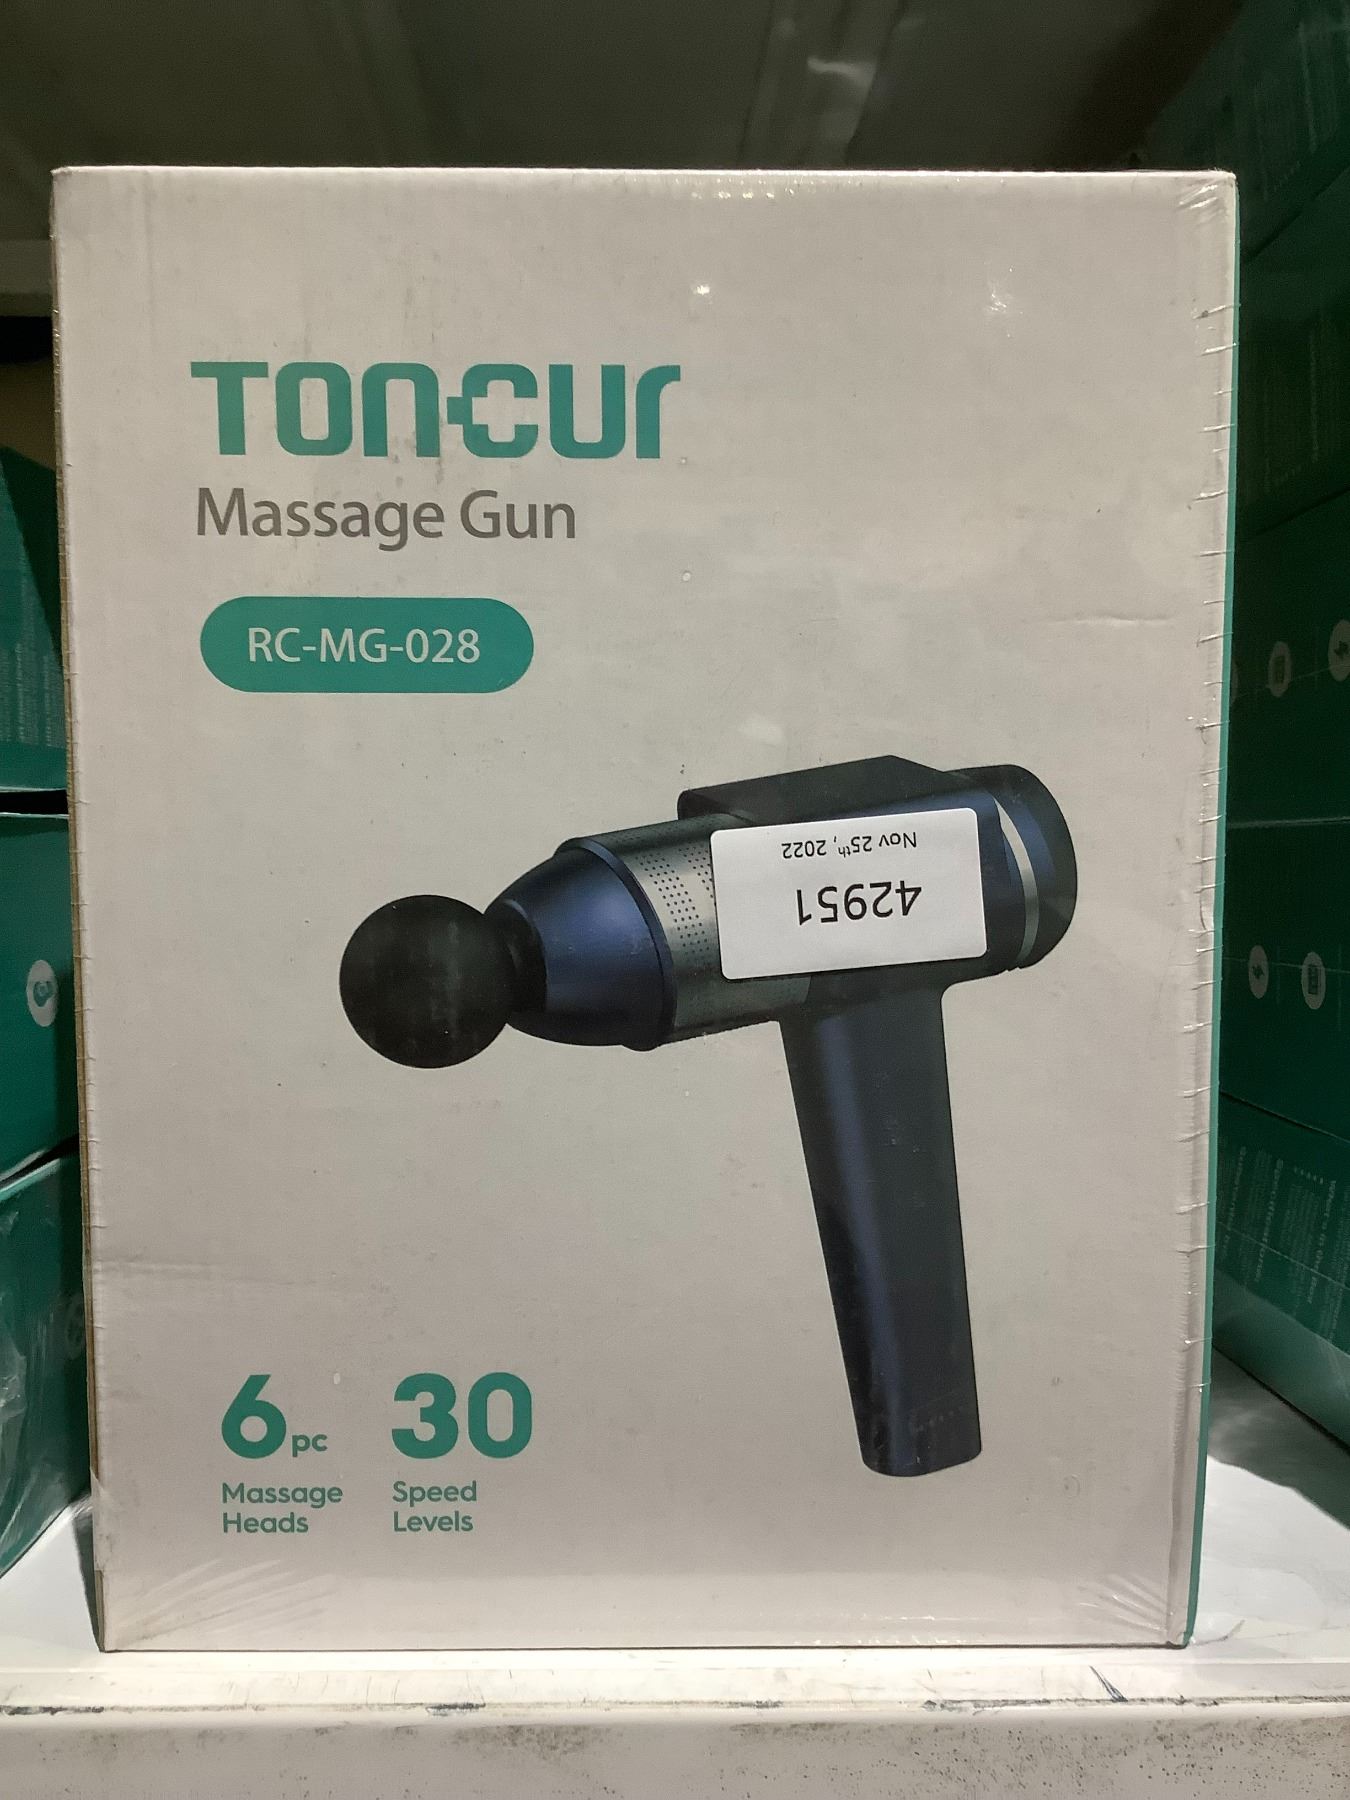 TONCUR
Massage Gun
RC-MG-028
42951
Nov 25th, 2022
6pc
Massage
Heads
30
Speed
Levels